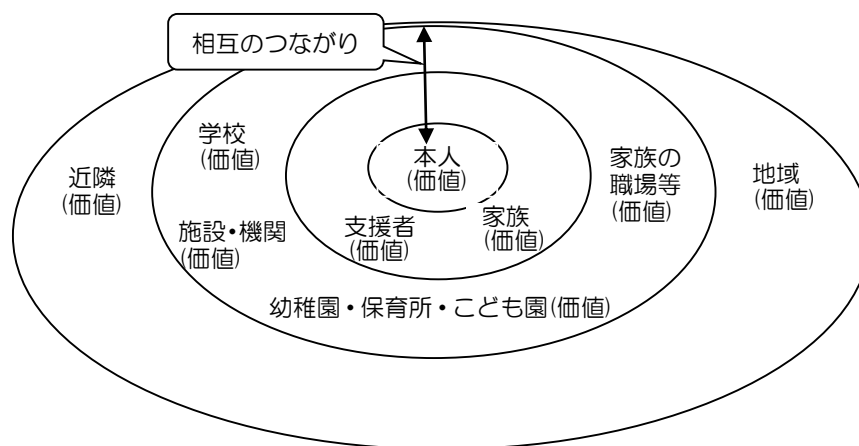 相互のつながり
学校
(価値)
本人
(価値)
家族の
職場等
(価値)
近隣
(価値)
地域
(価値)
施設・機関
(価値)
支援者
(価値)
家族
(価値)
幼稚園・保育所・こども園(価値)